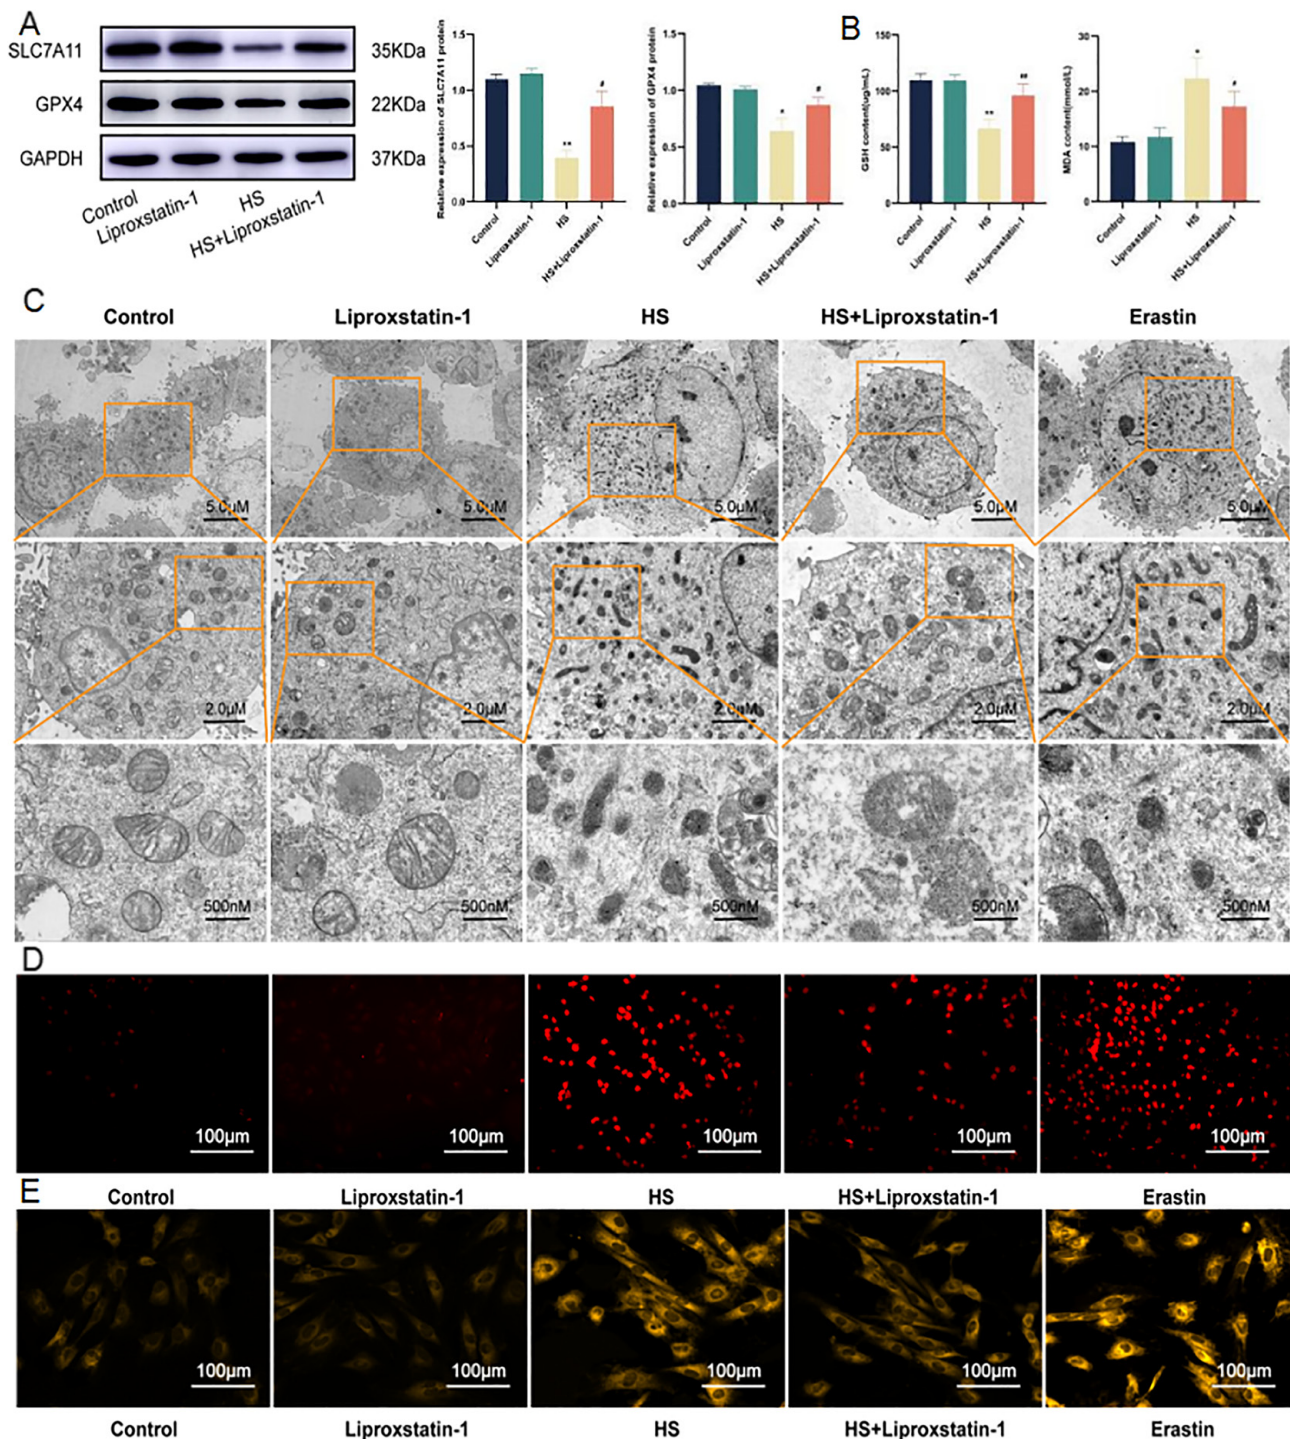 A
SLC7A11
35KDa
GPX4
22KDa
GAPDH
37KDa
Control
Liproxstatin-1
HS
HS+Liproxstatin-1
Relative expression of SLC7A11 protein
1.5
1.0
0.5
0.0
**
#
Control
Liproxstatin-1
HS
HS+Liproxstatin-1
Relative expression of GPX4 protein
1.5
1.0
0.5
0.0
#
Control
Liproxstatin-1
HS
HS+Liproxstatin-1
B
GSH content(ug/mL)
150
100
50
0
**
##
Control
Liproxstatin-1
HS
HS+Liproxstatin-1
MDA content(mmol/L)
30
20
10
0
*
#
Control
Liproxstatin-1
HS
HS+Liproxstatin-1
C
Control Liproxstatin-1 HS HS+Liproxstatin-1 Erastin
5.0μM 5.0μM 5.0μM 5.0μM 5.0μM
2.0μM 2.0μM 2.0μM 2.0μM 2.0μM
500nM 500nM 500nM 500nM 500nM
D
100μm 100μm 100μm 100μm 100μm
Control Liproxstatin-1 HS HS+Liproxstatin-1 Erastin
E
100μm 100μm 100μm 100μm 100μm
Control Liproxstatin-1 HS HS+Liproxstatin-1 Erastin